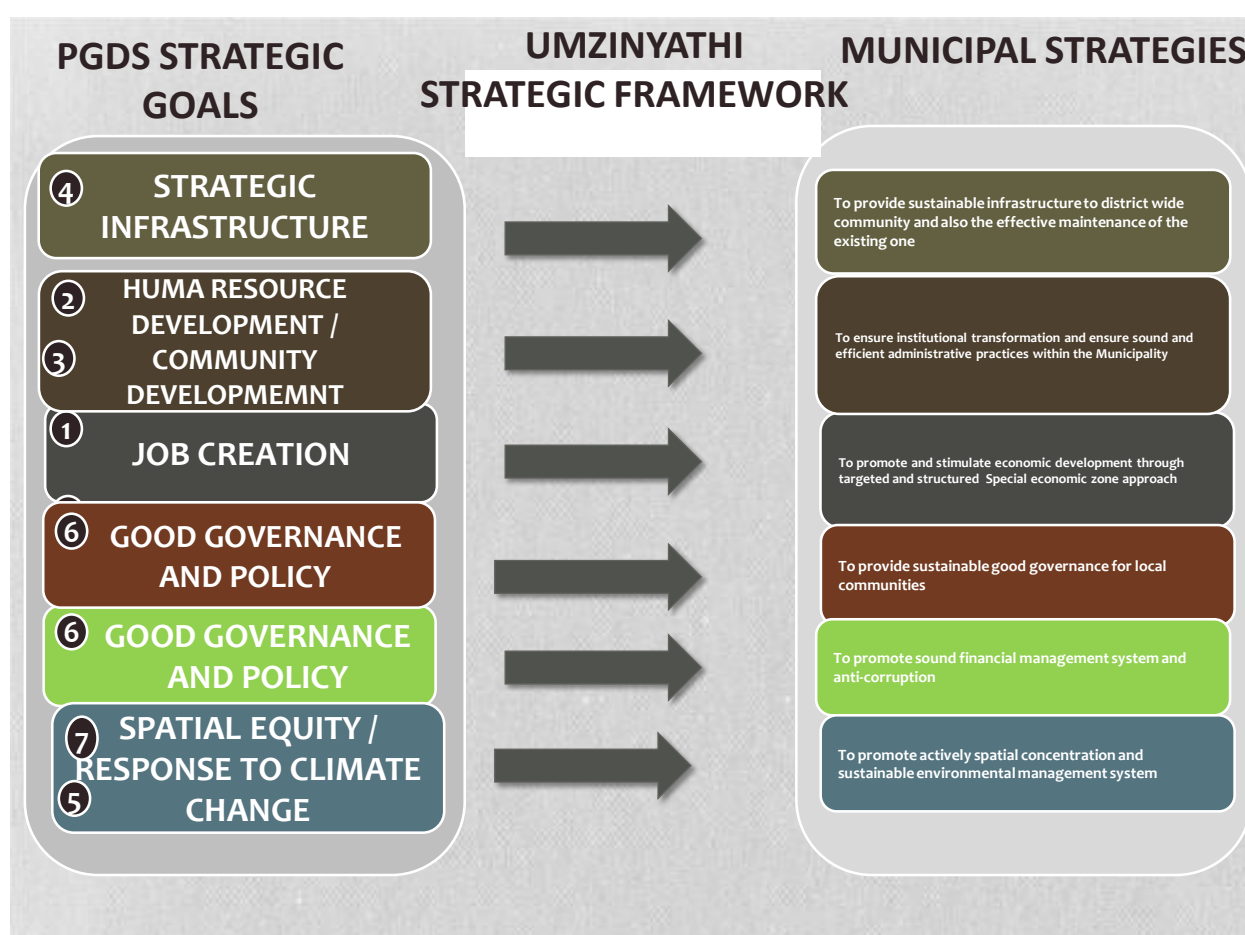 PGDS STRATEGIC
GOALS
UMZINYATHI
STRATEGIC FRAMEWORK
MUNICIPAL STRATEGIES
4
STRATEGIC
INFRASTRUCTURE
To provide sustainable infrastructure to district wide
community and also the effective maintenance of the
existing one
2
3
HUMA RESOURCE
DEVELOPMENT /
COMMUNITY
DEVELOPMEMNT
To ensure institutional transformation and ensure sound and
efficient administrative practices within the Municipality
1
JOB CREATION
To promote and stimulate economic development through
targeted and structured Special economic zone approach
6
GOOD GOVERNANCE
AND POLICY
To provide sustainable good governance for local
communities
6
GOOD GOVERNANCE
AND POLICY
To promote sound financial management system and
anti-corruption
7
5
SPATIAL EQUITY /
RESPONSE TO CLIMATE
CHANGE
To promote actively spatial concentration and
sustainable environmental management system